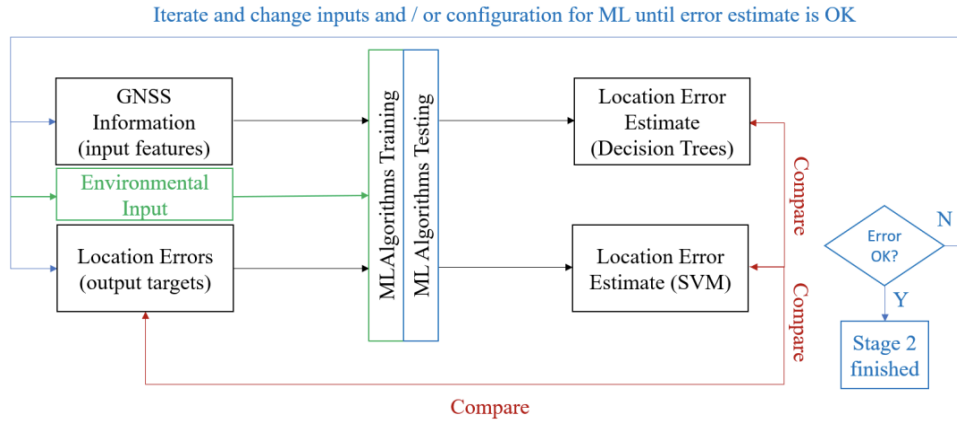 Iterate and change inputs and / or configuration for ML until error estimate is OK
GNSS
Information
(input features)
Environmental
Input
Location Errors
(output targets)
MLAlgorithms Training
ML Algorithms Testing
Location Error
Estimate
(Decision Trees)
Location Error
Estimate (SVM)
Compare
Compare
Compare
Error
OK?
N
Y
Stage 2
finished